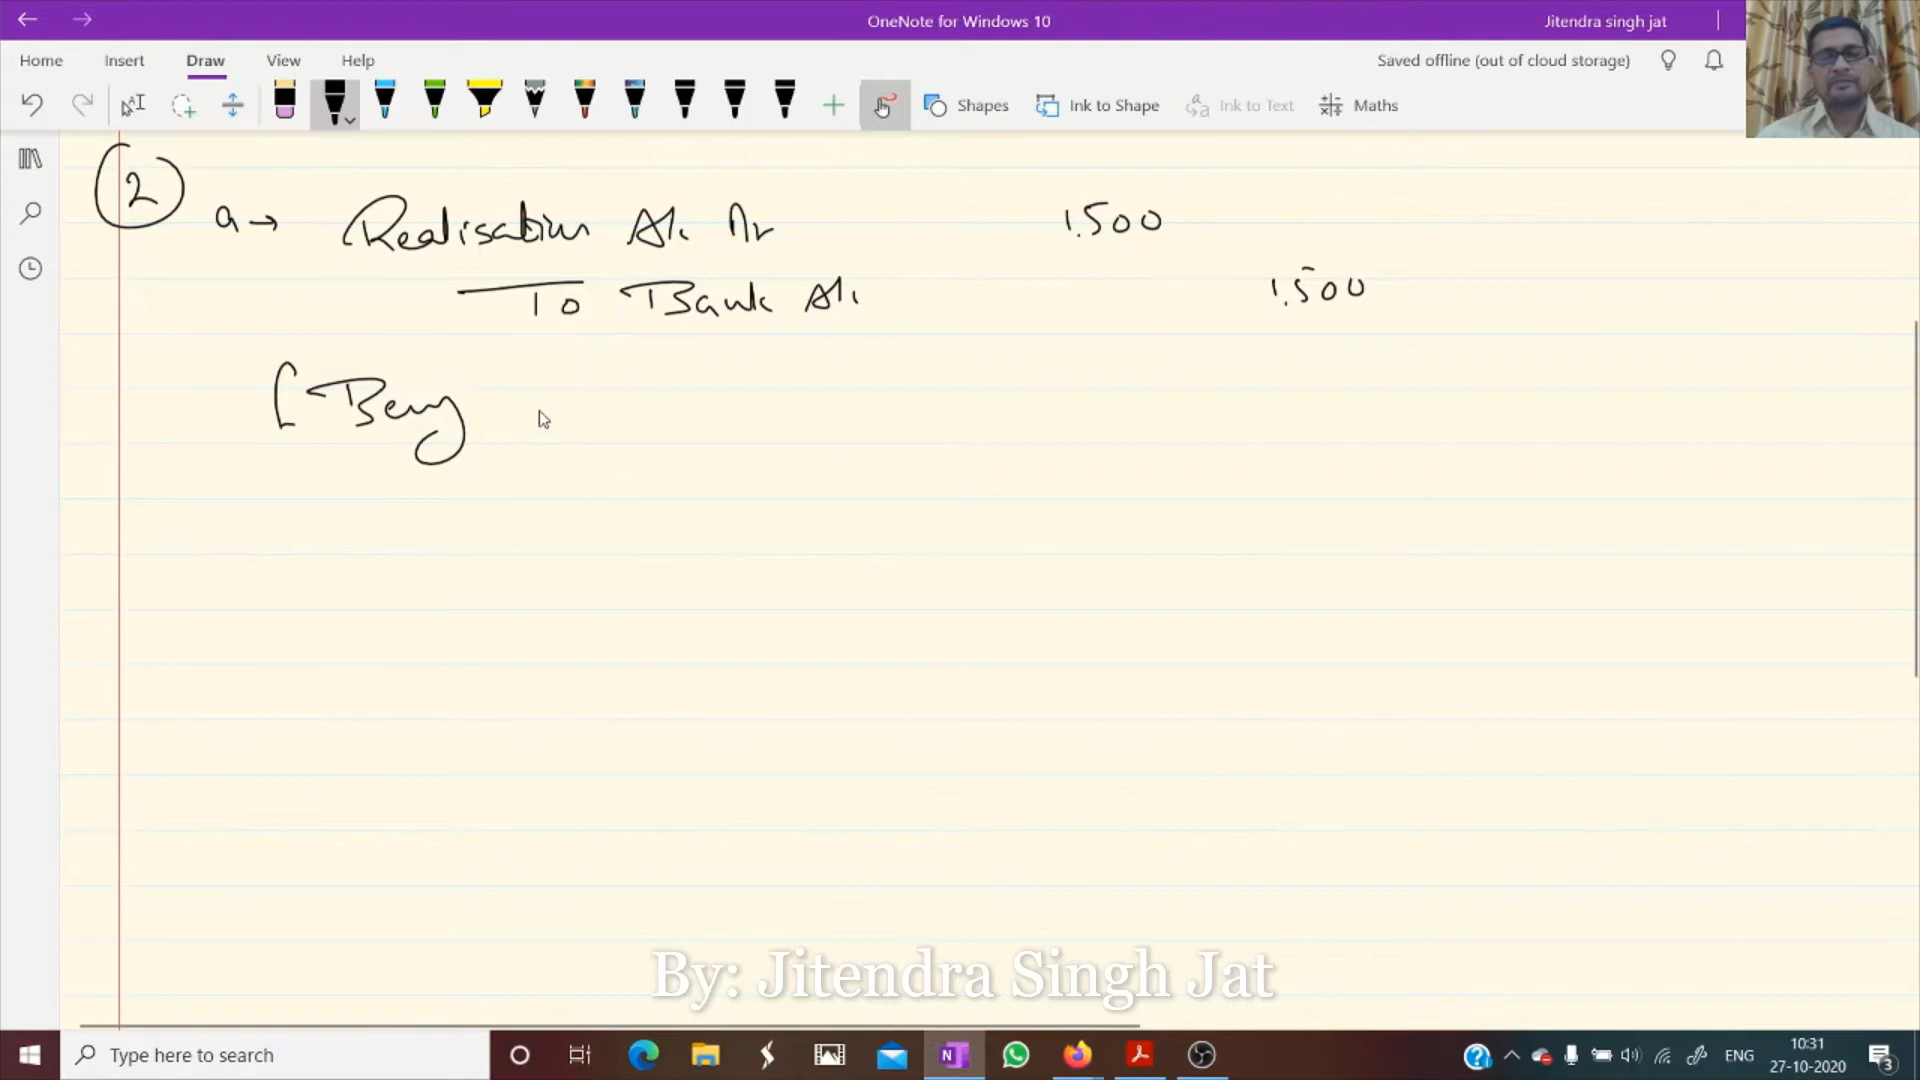 OneNote for Windows 10
Jitendra singh jat
Home Insert Draw View Help
Saved offline (out of cloud storage)
Shapes Ink to Shape Ink to Text Maths
2 a → Realisation A/c Dr 1,500
To Bank A/c 1,500
[ Being
By: Jitendra Singh Jat
Type here to search
ENG
10:31
27-10-2020
3